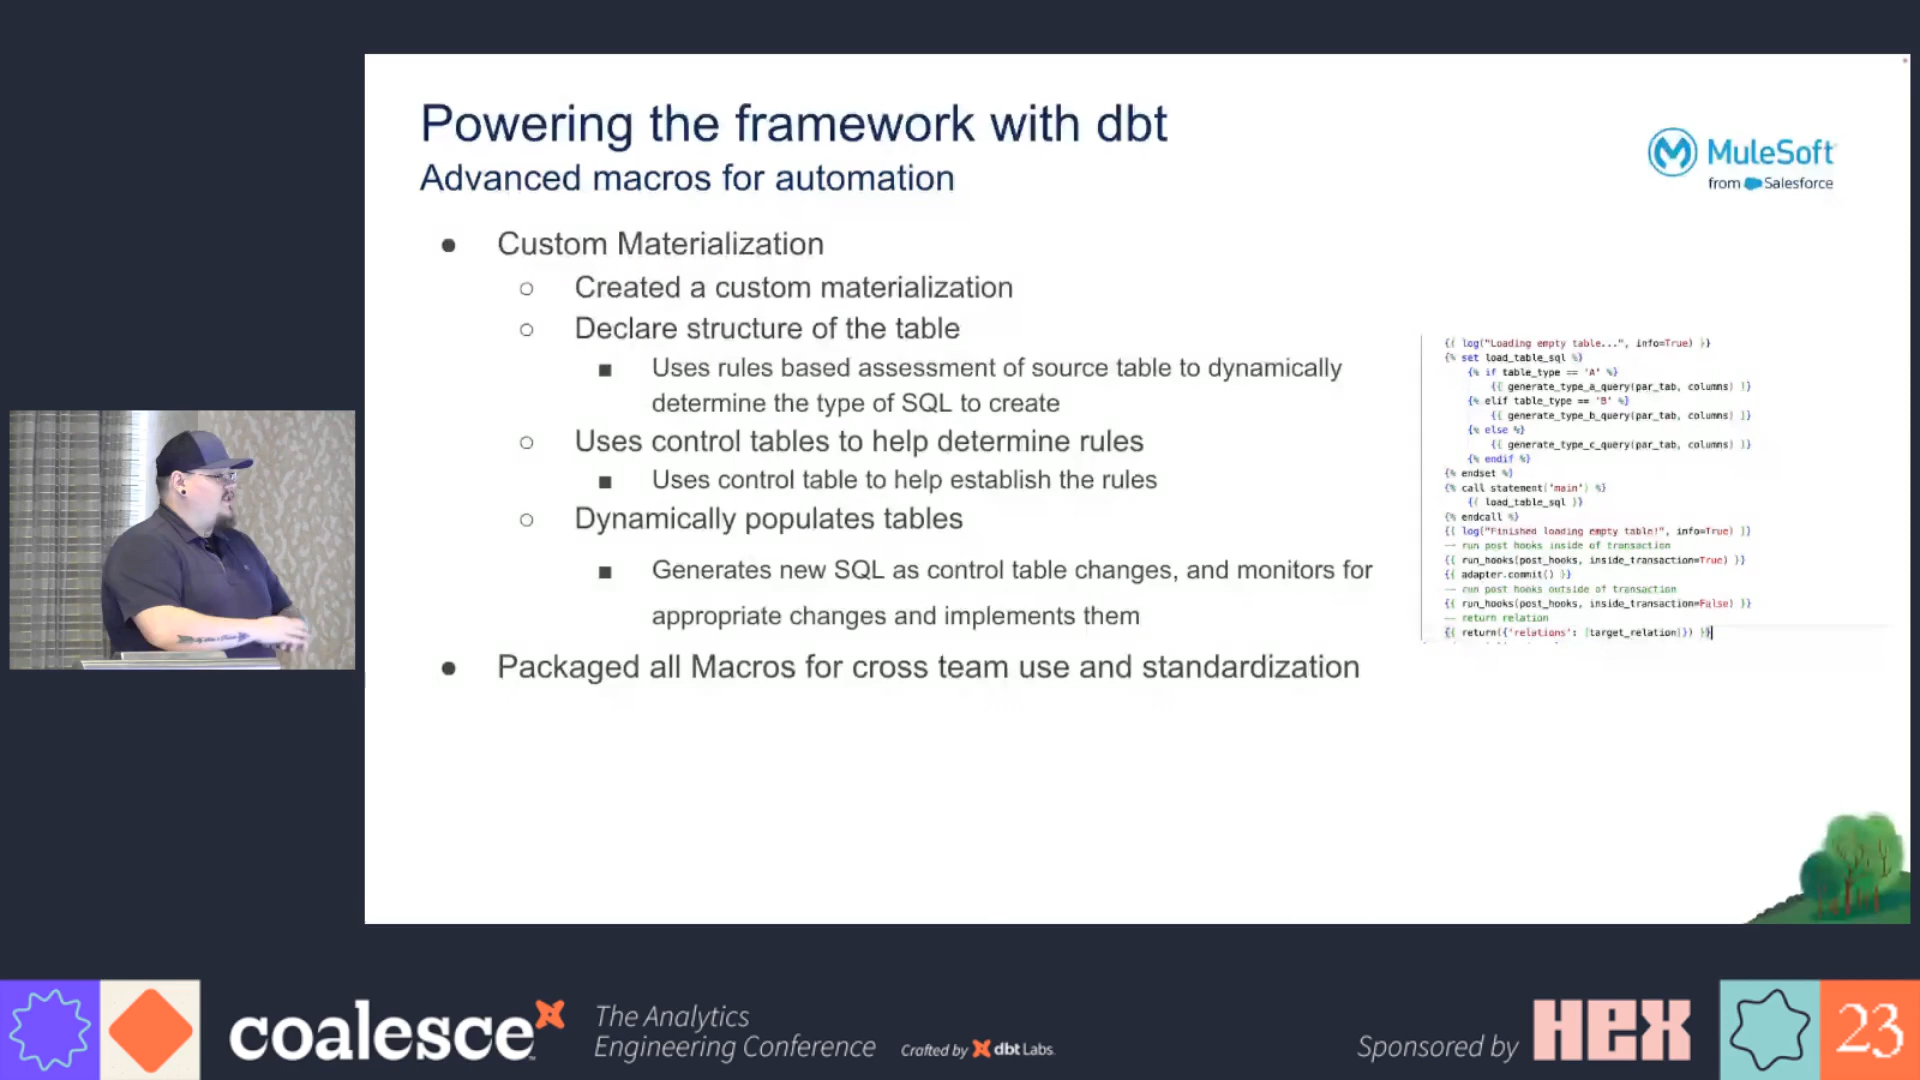 Powering the framework with dbt
Advanced macros for automation
MuleSoft
from Salesforce
● Custom Materialization
○ Created a custom materialization
○ Declare structure of the table
■ Uses rules based assessment of source table to dynamically
determine the type of SQL to create
○ Uses control tables to help determine rules
■ Uses control table to help establish the rules
○ Dynamically populates tables
■ Generates new SQL as control table changes, and monitors for
appropriate changes and implements them
● Packaged all Macros for cross team use and standardization
{{ log("Loading empty table...", info=True) }}
{% set load_table_sql %}
{% if table_type == 'A' %}
{{ generate_type_a_query(par_tab, columns) }}
{% elif table_type == 'B' %}
{{ generate_type_b_query(par_tab, columns) }}
{% else %}
{{ generate_type_c_query(par_tab, columns) }}
{% endif %}
{% endset %}
{% call statement('main') %}
{{ load_table_sql }}
{% endcall %}
{{ log("Finished loading empty table!", info=True) }}
-- run post hooks inside of transaction
{{ run_hooks(post_hooks, inside_transaction=True) }}
{{ adapter.commit() }}
-- run post hooks outside of transaction
{{ run_hooks(post_hooks, inside_transaction=False) }}
-- return relation
{{ return({'relations': [target_relation]}) }}
coalesce
The Analytics
Engineering Conference
Crafted by dbt Labs
Sponsored by HEX
23